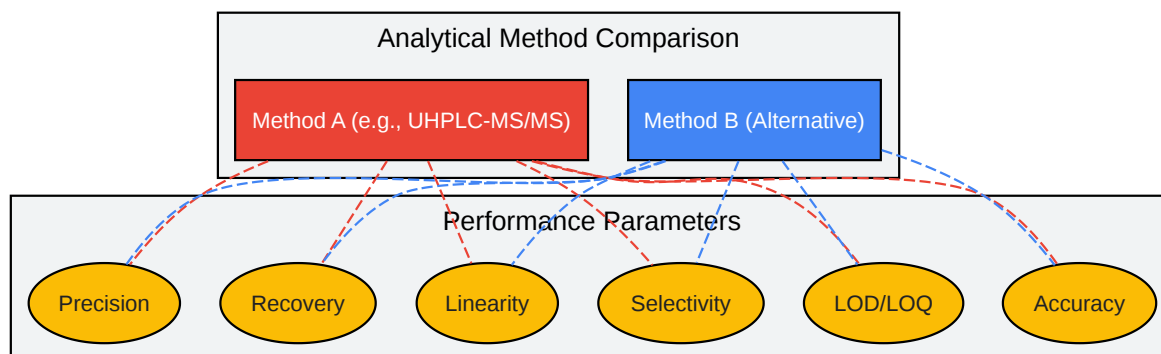 Analytical Method Comparison
Method A (e.g., UHPLC-MS/MS)
Method B (Alternative)
Performance Parameters
Precision
Recovery
Linearity
Selectivity
LOD/LOQ
Accuracy